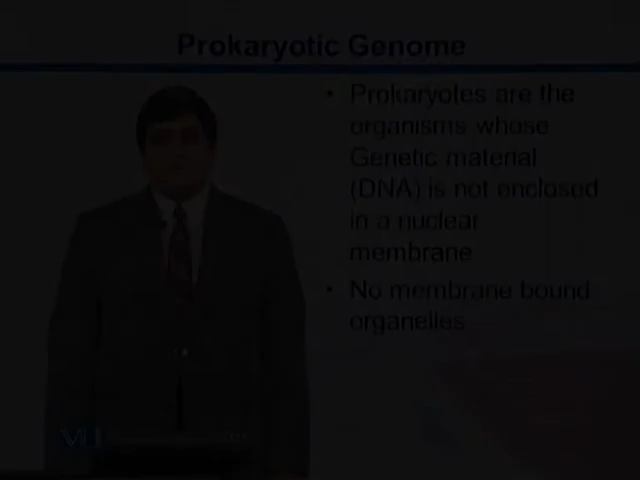 Prokaryotic Genome
• Prokaryotes are the
organisms whose
Genetic material
(DNA) is not enclosed
in a nuclear
membrane
• No membrane bound
organelles
VU